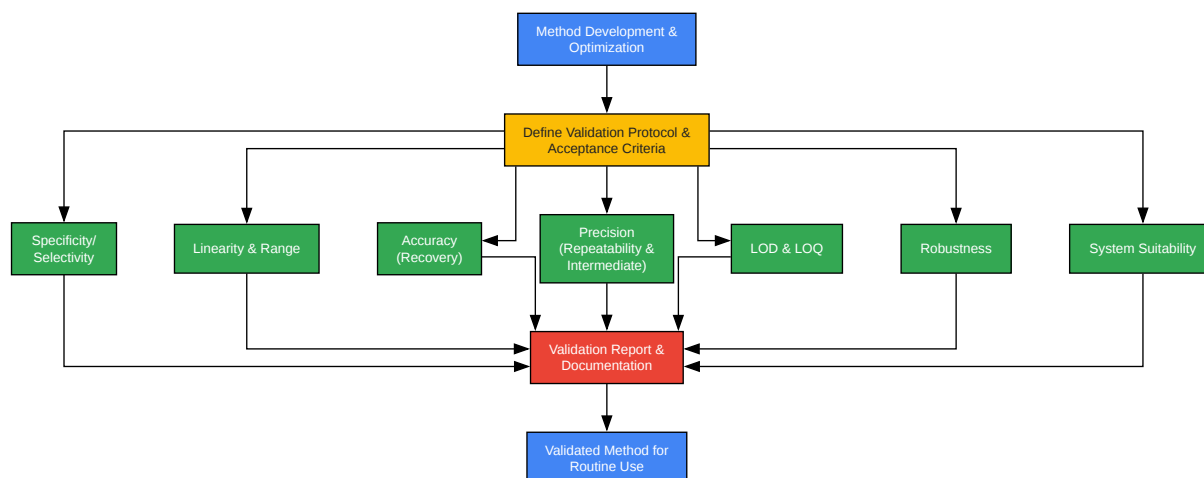 Method Development &
Optimization
Define Validation Protocol &
Acceptance Criteria
Specificity/
Selectivity
Linearity & Range
Accuracy
(Recovery)
Precision
(Repeatability &
Intermediate)
LOD & LOQ
Robustness
System Suitability
Validation Report &
Documentation
Validated Method for
Routine Use